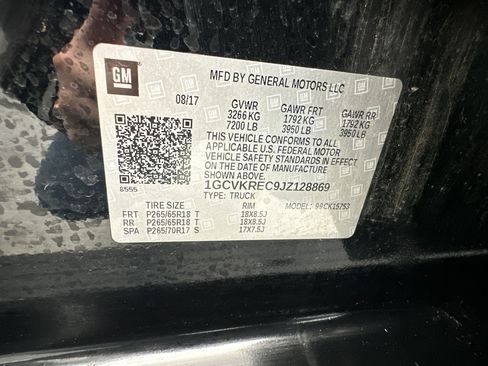 GM
MFD BY GENERAL MOTORS LLC
08/17 GVWR GAWR FRT GAWR RR
3266 KG 1792 KG 1792 KG
7200 LB 3950 LB 3950 LB
THIS VEHICLE CONFORMS TO ALL
APPLICABLE U.S. FEDERAL MOTOR
VEHICLE SAFETY STANDARDS IN EFFECT
ON THE DATE OF MANUFACTURE
SHOWN ABOVE.
8555 1GCVKREC9JZ128869
TYPE: TRUCK
TIRE SIZE RIM MODEL: 99CK15753
FRT P265/65R18 T 18X8.5J
RR P265/65R18 T 18X8.5J
SPA P265/70R17 S 17X7.5J